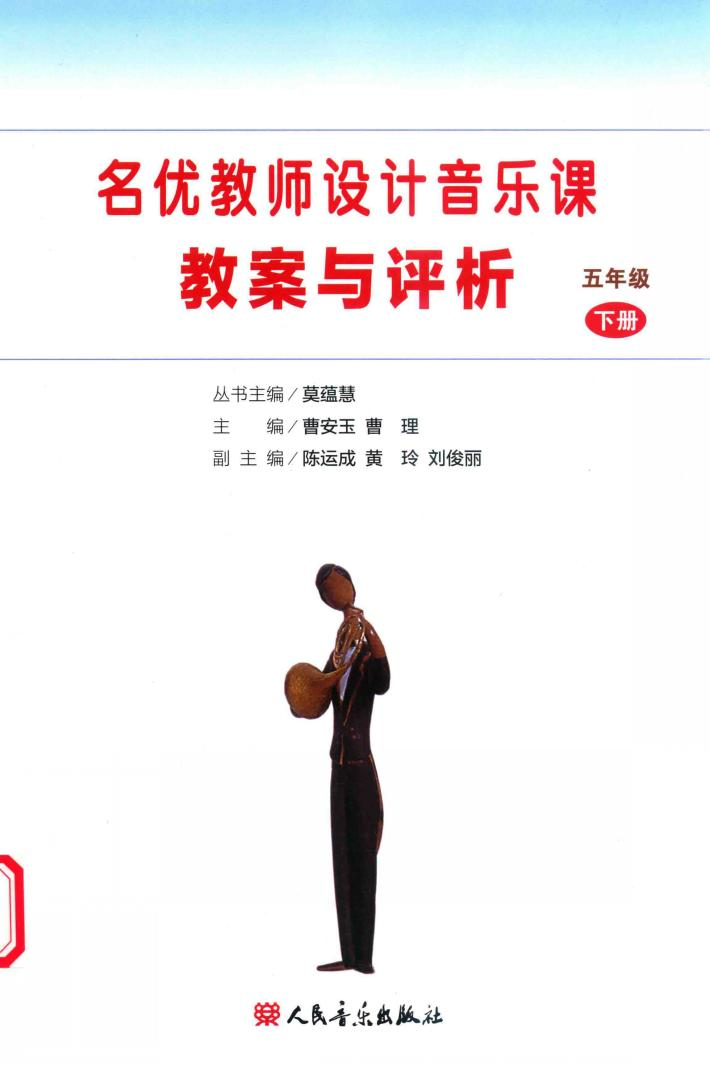 名优教师设计音乐课
教案与评析
五年级
下册
丛书主编／莫蕴慧
主　　编／曹安玉 曹　理
副 主 编／陈运成 黄　玲 刘俊丽
人民音乐出版社